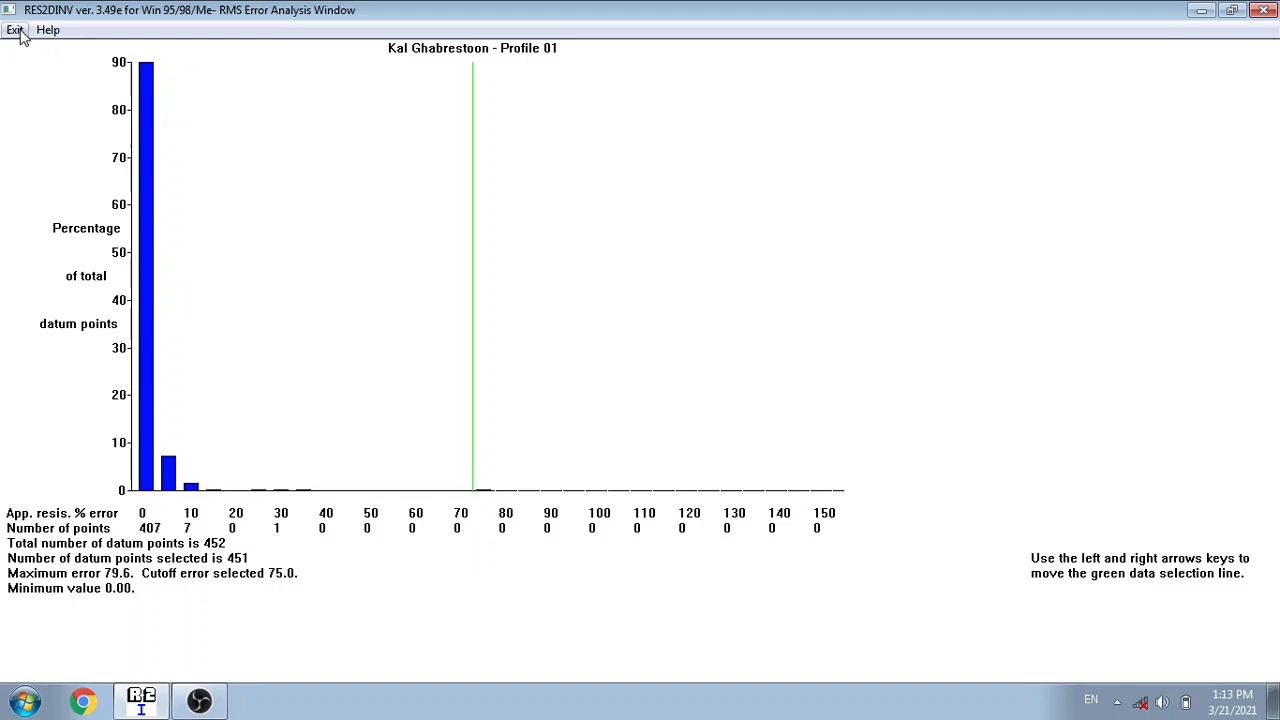 RES2DINV ver. 3.49e for Win 95/98/Me- RMS Error Analysis Window
Exit Help
Kal Ghabrestoon - Profile 01
90
80
70
60
Percentage
50
of total
40
datum points
30
20
10
0
App. resis. % error 0 10 20 30 40 50 60 70 80 90 100 110 120 130 140 150
Number of points 407 7 0 1 0 0 0 0 0 0 0 0 0 0 0 0
Total number of datum points is 452
Number of datum points selected is 451
Maximum error 79.6. Cutoff error selected 75.0.
Minimum value 0.00.
Use the left and right arrows keys to
move the green data selection line.
R2
I
EN
1:13 PM
3/21/2021